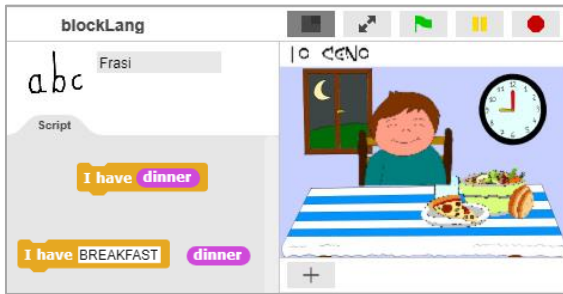 blockLang
abc
Frasi
Script
IO CENO
I have dinner
I have BREAKFAST dinner